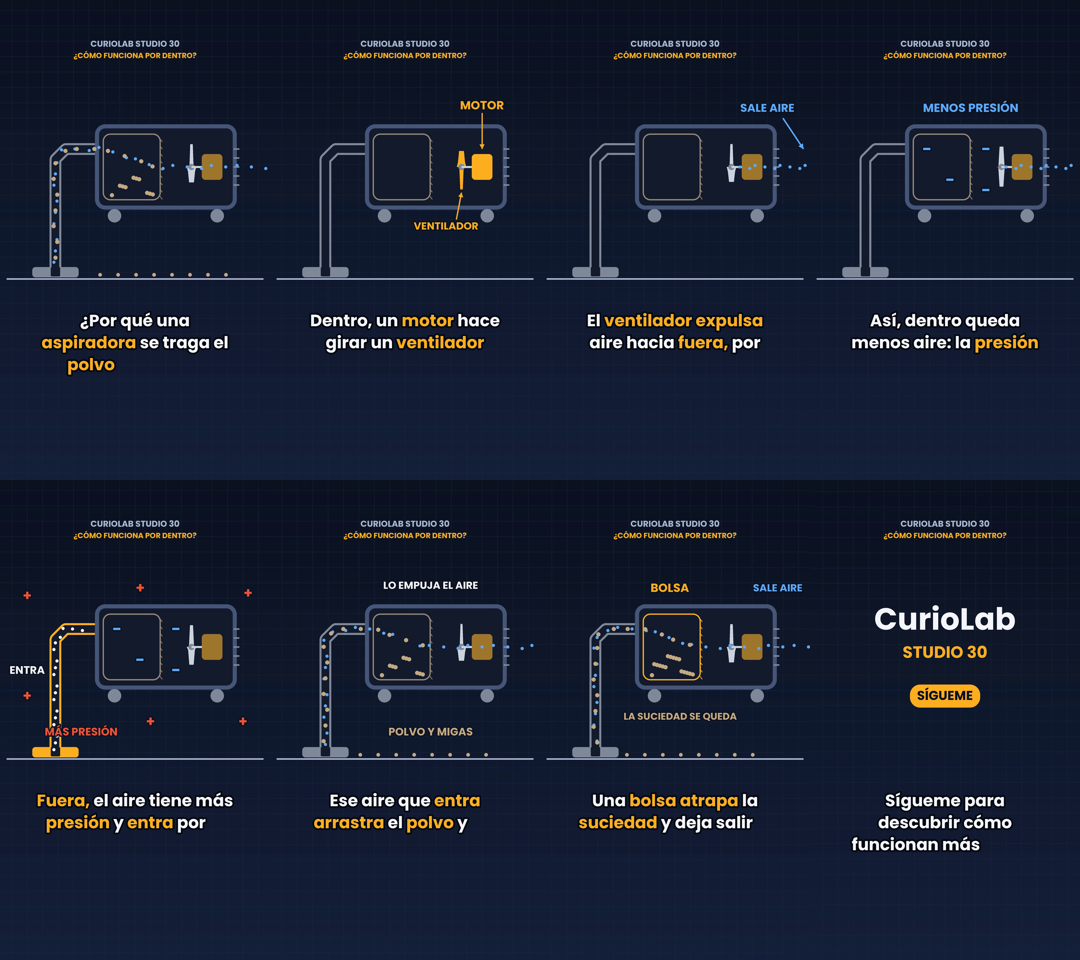 CURIOLAB STUDIO 30
¿CÓMO FUNCIONA POR DENTRO?
¿Por qué una
aspiradora se traga el
polvo
CURIOLAB STUDIO 30
¿CÓMO FUNCIONA POR DENTRO?
MOTOR
VENTILADOR
Dentro, un motor hace
girar un ventilador
CURIOLAB STUDIO 30
¿CÓMO FUNCIONA POR DENTRO?
SALE AIRE
El ventilador expulsa
aire hacia fuera, por
CURIOLAB STUDIO 30
¿CÓMO FUNCIONA POR DENTRO?
MENOS PRESIÓN
Así, dentro queda
menos aire: la presión
CURIOLAB STUDIO 30
¿CÓMO FUNCIONA POR DENTRO?
ENTRA
MÁS PRESIÓN
Fuera, el aire tiene más
presión y entra por
CURIOLAB STUDIO 30
¿CÓMO FUNCIONA POR DENTRO?
LO EMPUJA EL AIRE
POLVO Y MIGAS
Ese aire que entra
arrastra el polvo y
CURIOLAB STUDIO 30
¿CÓMO FUNCIONA POR DENTRO?
BOLSA
SALE AIRE
LA SUCIEDAD SE QUEDA
Una bolsa atrapa la
suciedad y deja salir
CURIOLAB STUDIO 30
¿CÓMO FUNCIONA POR DENTRO?
CurioLab
STUDIO 30
SÍGUEME
Sígueme para
descubrir cómo
funcionan más